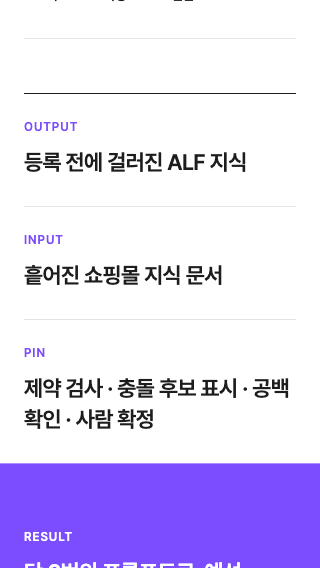 OUTPUT
등록 전에 걸러진 ALF 지식
INPUT
흩어진 쇼핑몰 지식 문서
PIN
제약 검사 · 충돌 후보 표시 · 공백
확인 · 사람 확정
RESULT